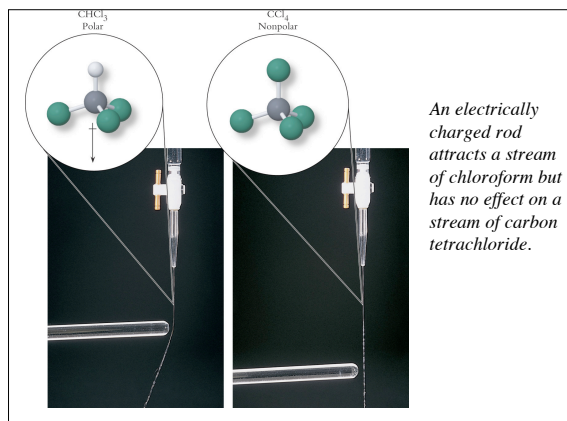 CHCl3
Polar
CCl4
Nonpolar
An electrically
charged rod
attracts a stream
of chloroform but
has no effect on a
stream of carbon
tetrachloride.